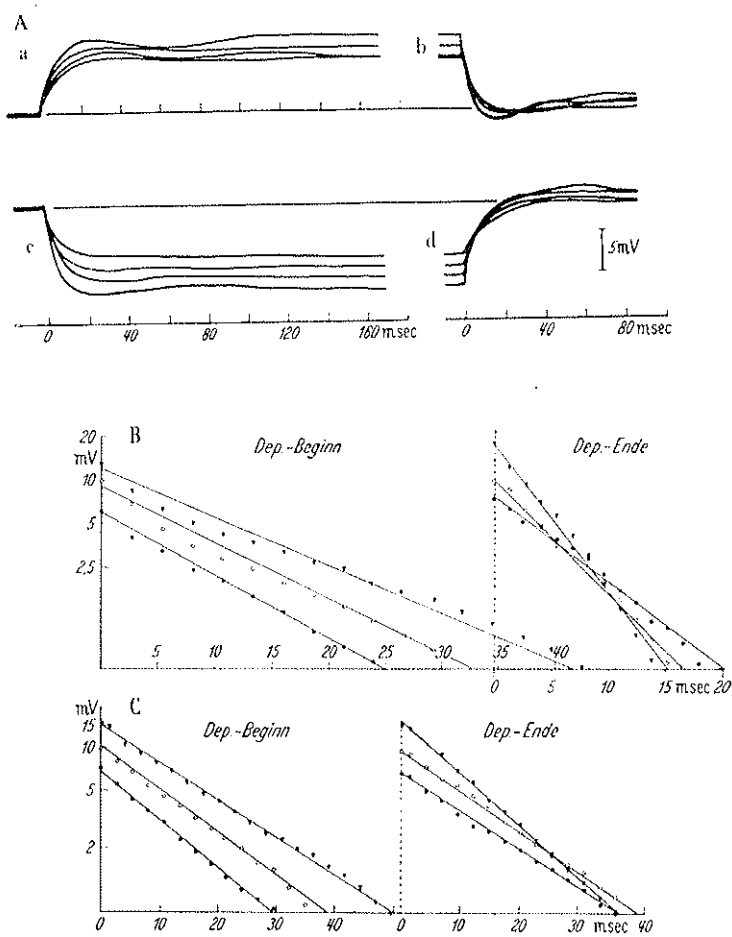 A
a
b
c
d
5mV
0 40 80 120 160 msec
0 40 80 msec
B
Dep.-Beginn
Dep.-Ende
20
mV
10
5
2,5
5 10 15 20 25 30 35 40
0 5 10 15 msec 20
C
Dep.-Beginn
Dep.-Ende
mV
15
10
5
2
0 10 20 30 40 50
0 10 20 30 msec 40